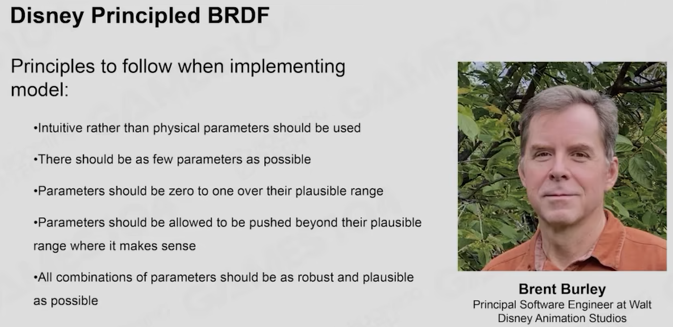 Disney Principled BRDF
Principles to follow when implementing
model:
•Intuitive rather than physical parameters should be used
•There should be as few parameters as possible
•Parameters should be zero to one over their plausible range
•Parameters should be allowed to be pushed beyond their plausible
range where it makes sense
•All combinations of parameters should be as robust and plausible
as possible
Brent Burley
Principal Software Engineer at Walt
Disney Animation Studios